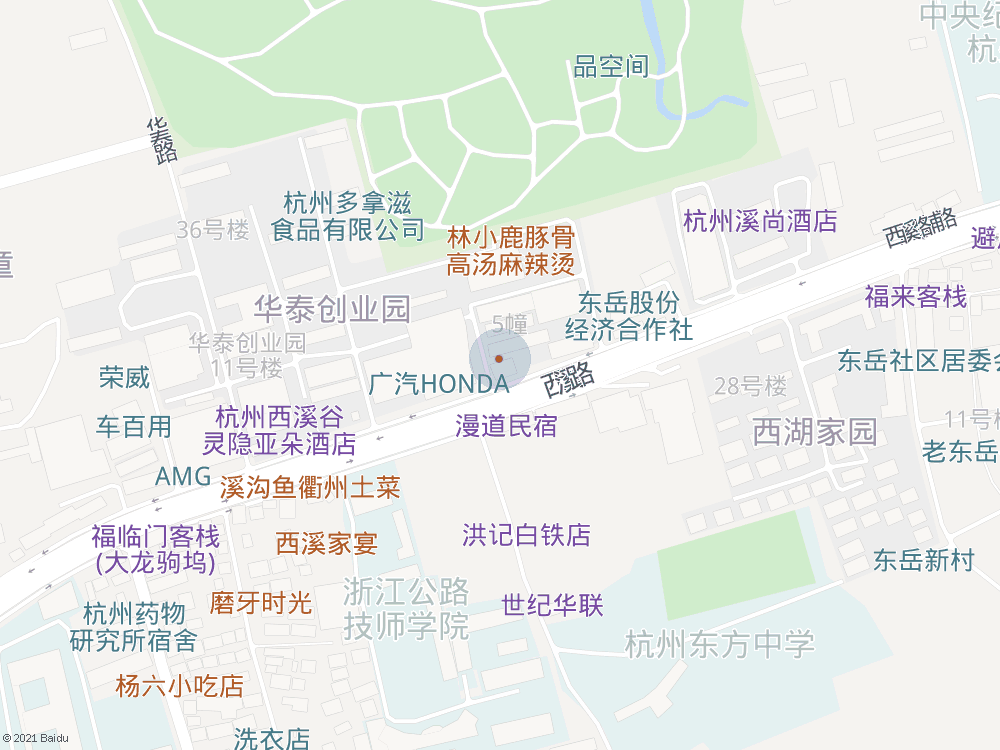 中央纪
杭
品空间
华泰路
杭州多拿滋
食品有限公司
36号楼
林小鹿豚骨
高汤麻辣烫
杭州溪尚酒店
西溪路辅路
避
童
福来客栈
东岳股份
经济合作社
华泰创业园
5幢
华泰创业园
11号楼
东岳社区居委会
荣威
广汽HONDA
西溪路
28号楼
车百用
杭州西溪谷
灵隐亚朵酒店
漫道民宿
西湖家园
11号楼
老东岳
AMG
溪沟鱼衢州土菜
福临门客栈
(大龙驹坞)
西溪家宴
洪记白铁店
东岳新村
浙江公路
技师学院
磨牙时光
世纪华联
杭州药物
研究所宿舍
杭州东方中学
杨六小吃店
洗衣店
© 2021 Baidu